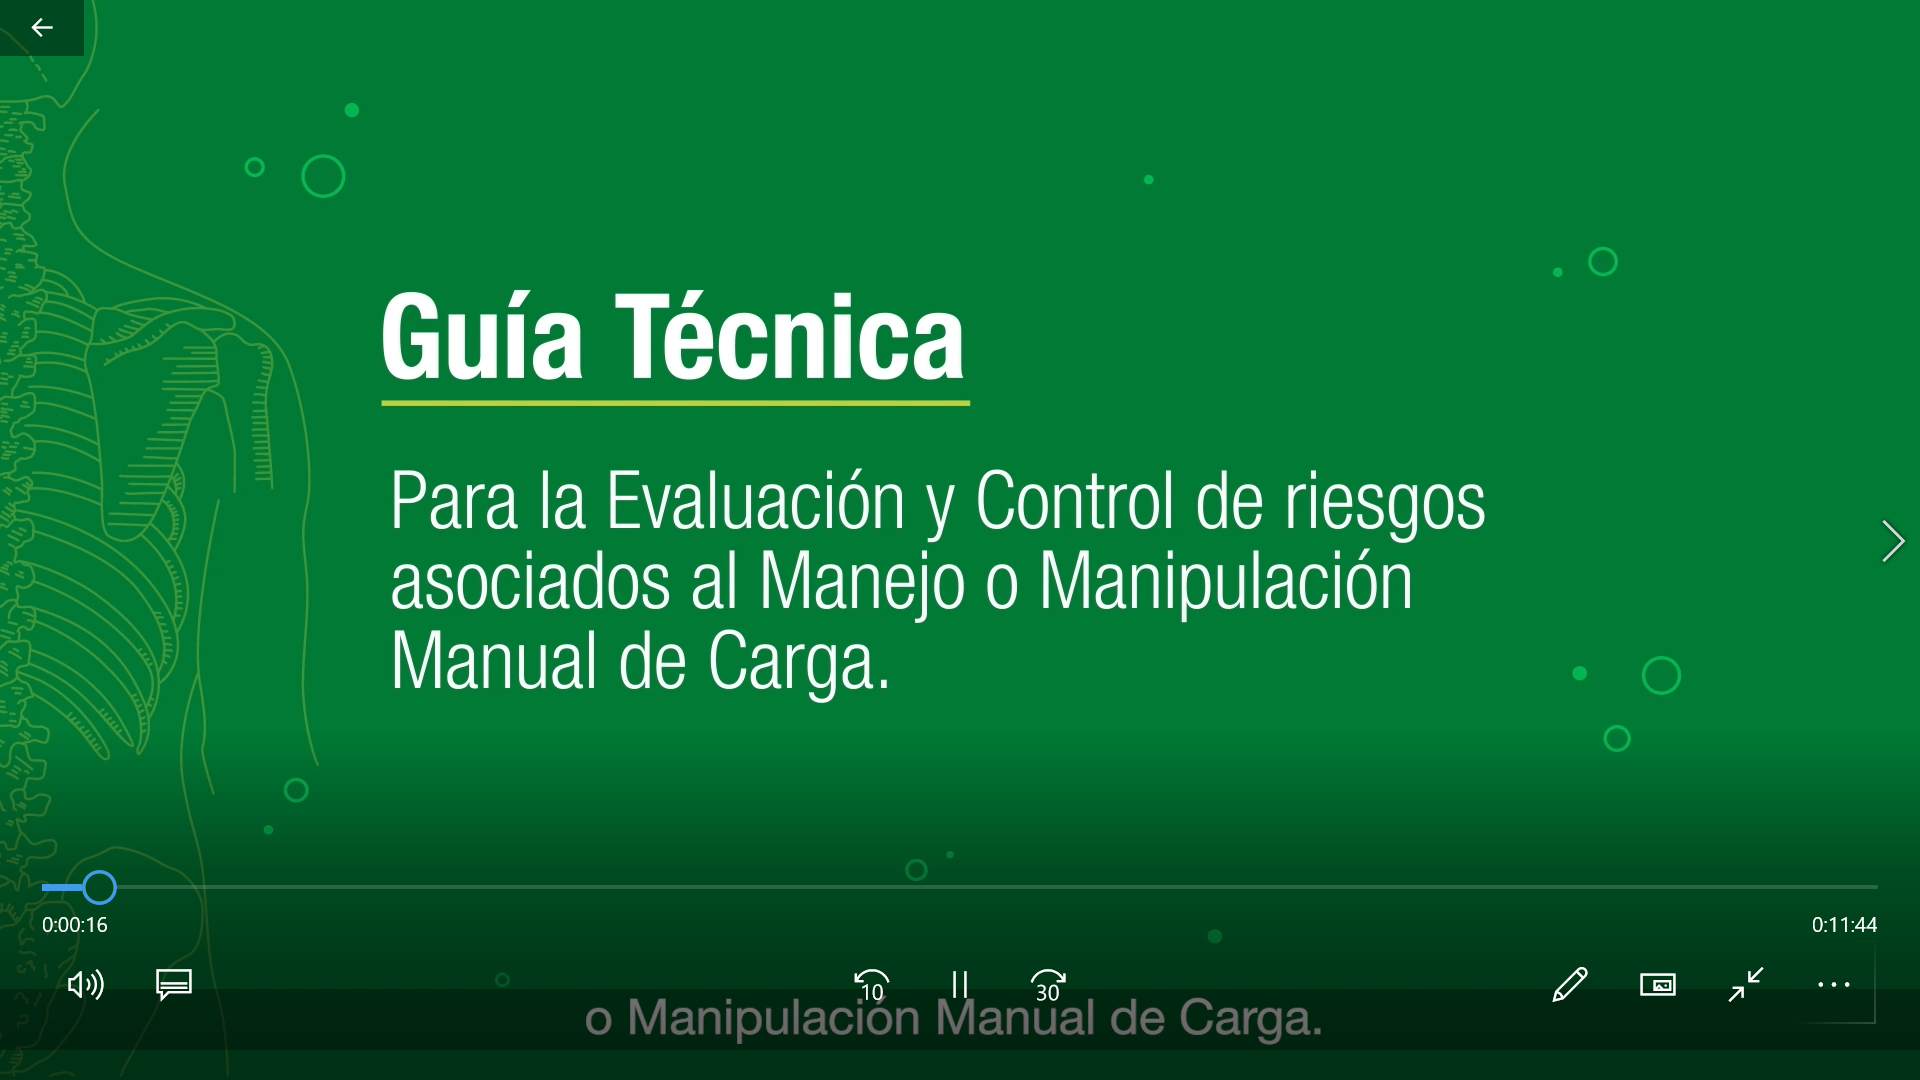 Guía Técnica
Para la Evaluación y Control de riesgos
asociados al Manejo o Manipulación
Manual de Carga.
0:00:16
0:11:44
10
30
o Manipulación Manual de Carga.